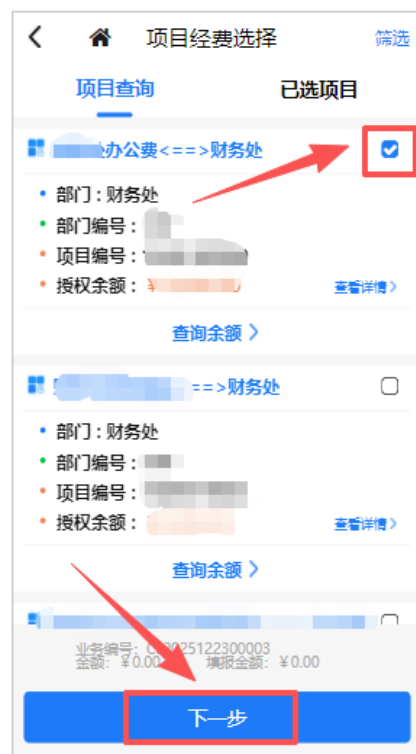 项目经费选择 筛选
项目查询 已选项目
办公费<==>财务处
部门：财务处
部门编号：
项目编号：
授权余额： 查看详情>
查询余额 >
==>财务处
部门：财务处
部门编号：
项目编号：
授权余额： 查看详情>
查询余额 >
业务编号：
金额：￥0.00 填报金额：￥0.00
下一步